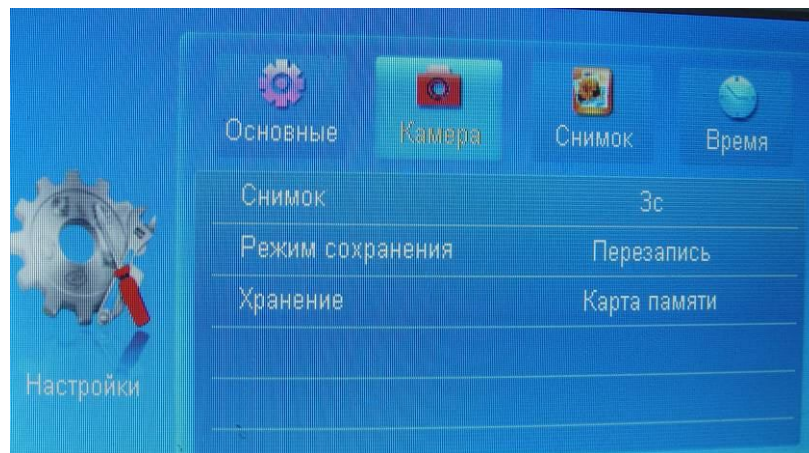 Основные Камера Снимок Время
Снимок 3с
Режим сохранения Перезапись
Хранение Карта памяти
Настройки